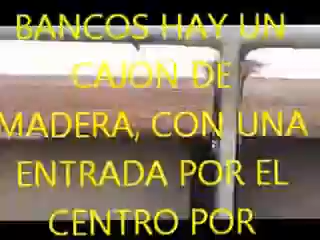 BANCOS HAY UN
CAJON DE
MADERA, CON UNA
ENTRADA POR EL
CENTRO POR